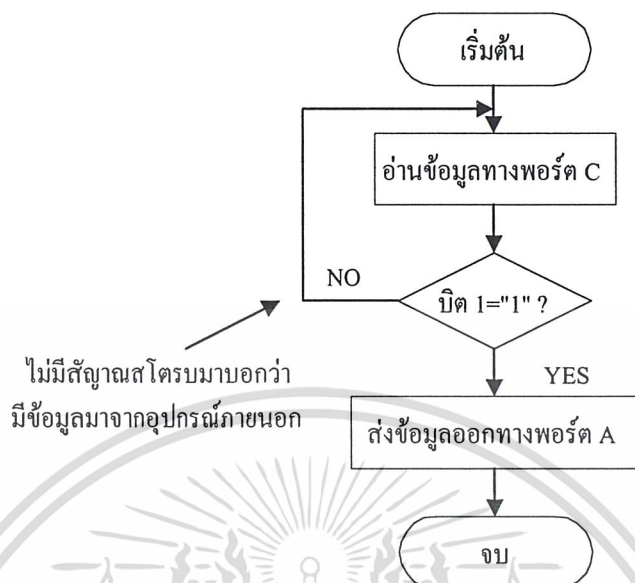 เริ่มต้น
อ่านข้อมูลทางพอร์ต C
NO
บิต 1="1" ?
ไม่มีสัญาณสโตรบมาบอกว่า
มีข้อมูลมาจากอุปกรณ์ภายนอก
YES
ส่งข้อมูลออกทางพอร์ต A
จบ